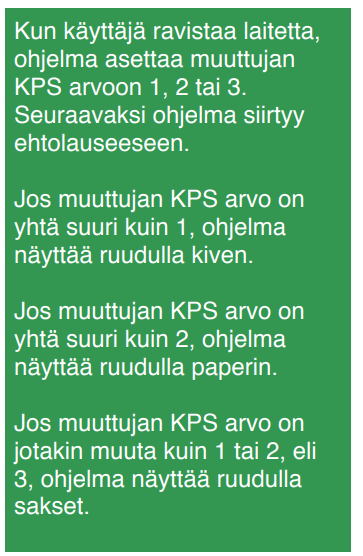 Kun käyttäjä ravistaa laitetta,
ohjelma asettaa muuttujan
KPS arvoon 1, 2 tai 3.
Seuraavaksi ohjelma siirtyy
ehtolauseeseen.
Jos muuttujan KPS arvo on
yhtä suuri kuin 1, ohjelma
näyttää ruudulla kiven.
Jos muuttujan KPS arvo on
yhtä suuri kuin 2, ohjelma
näyttää ruudulla paperin.
Jos muuttujan KPS arvo on
jotakin muuta kuin 1 tai 2, eli
3, ohjelma näyttää ruudulla
sakset.